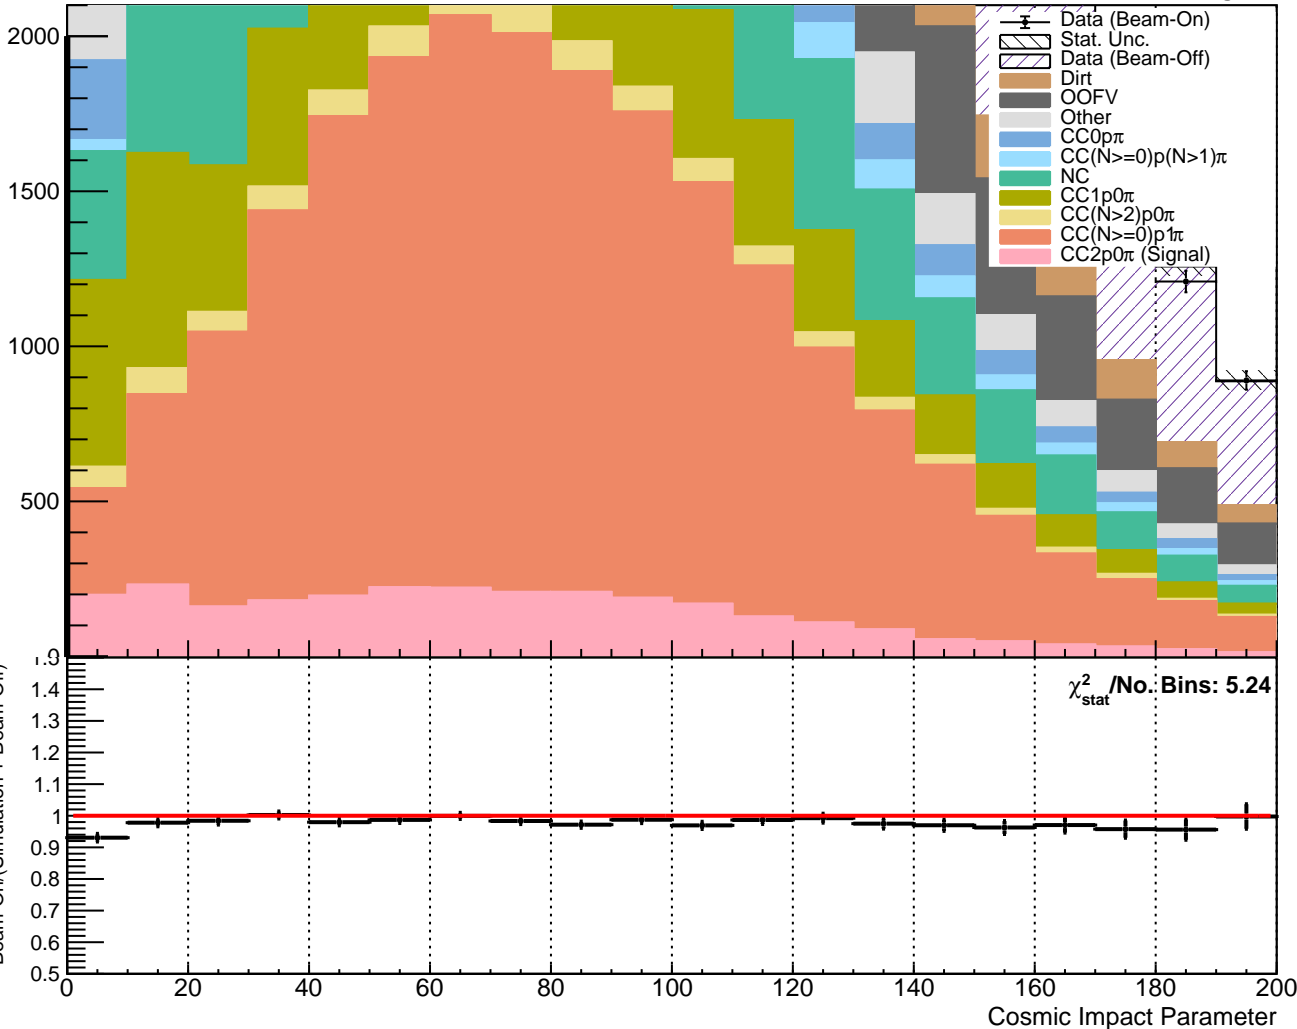 2000
1500
1000
500
Data (Beam-On)
Stat. Unc.
Data (Beam-Off)
Dirt
OOFV
Other
CC0pπ
CC(N>=0)p(N>1)π
NC
CC1p0π
CC(N>2)p0π
CC(N>=0)p1π
CC2p0π (Signal)
χ²stat/No. Bins: 5.24
1.4
1.3
1.2
1.1
1
0.9
0.8
0.7
0.6
0.5
0 20 40 60 80 100 120 140 160 180 200
Cosmic Impact Parameter